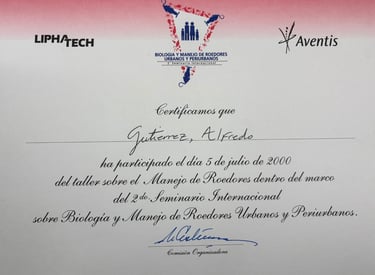 LIPHATECH
Aventis
BIOLOGIA Y MANEJO DE ROEDORES
URBANOS Y PERIURBANOS
Seminario Internacional
Certificamos que
Gutierrez, Alfredo
ha participado el día 5 de julio de 2000
del taller sobre el Manejo de Roedores dentro del marco
del 2do Seminario Internacional
sobre Biología y Manejo de Roedores Urbanos y Periurbanos.
Comisión Organizadora